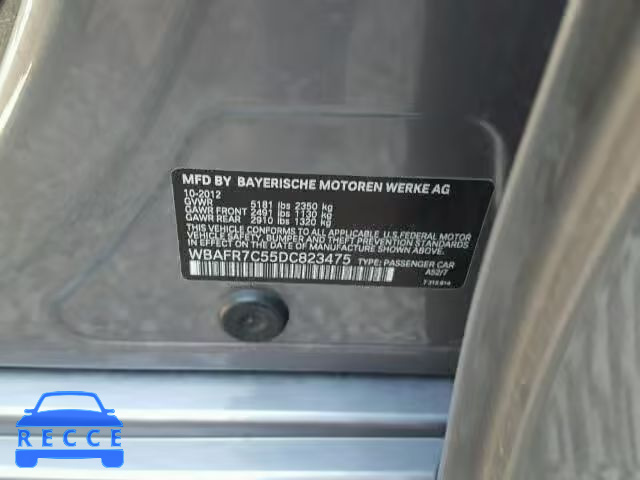 MFD BY BAYERISCHE MOTOREN WERKE AG
10-2012
GVWR 5181 lbs 2350 kg
GAWR FRONT 2491 lbs 1130 kg
GAWR REAR 2910 lbs 1320 kg
THIS VEHICLE CONFORMS TO ALL APPLICABLE U.S. FEDERAL MOTOR
VEHICLE SAFETY, BUMPER, AND THEFT PREVENTION STANDARDS
IN EFFECT ON THE DATE OF MANUFACTURE SHOWN ABOVE.
WBAFR7C55DC823475 TYPE: PASSENGER CAR
A52/7
RECCE